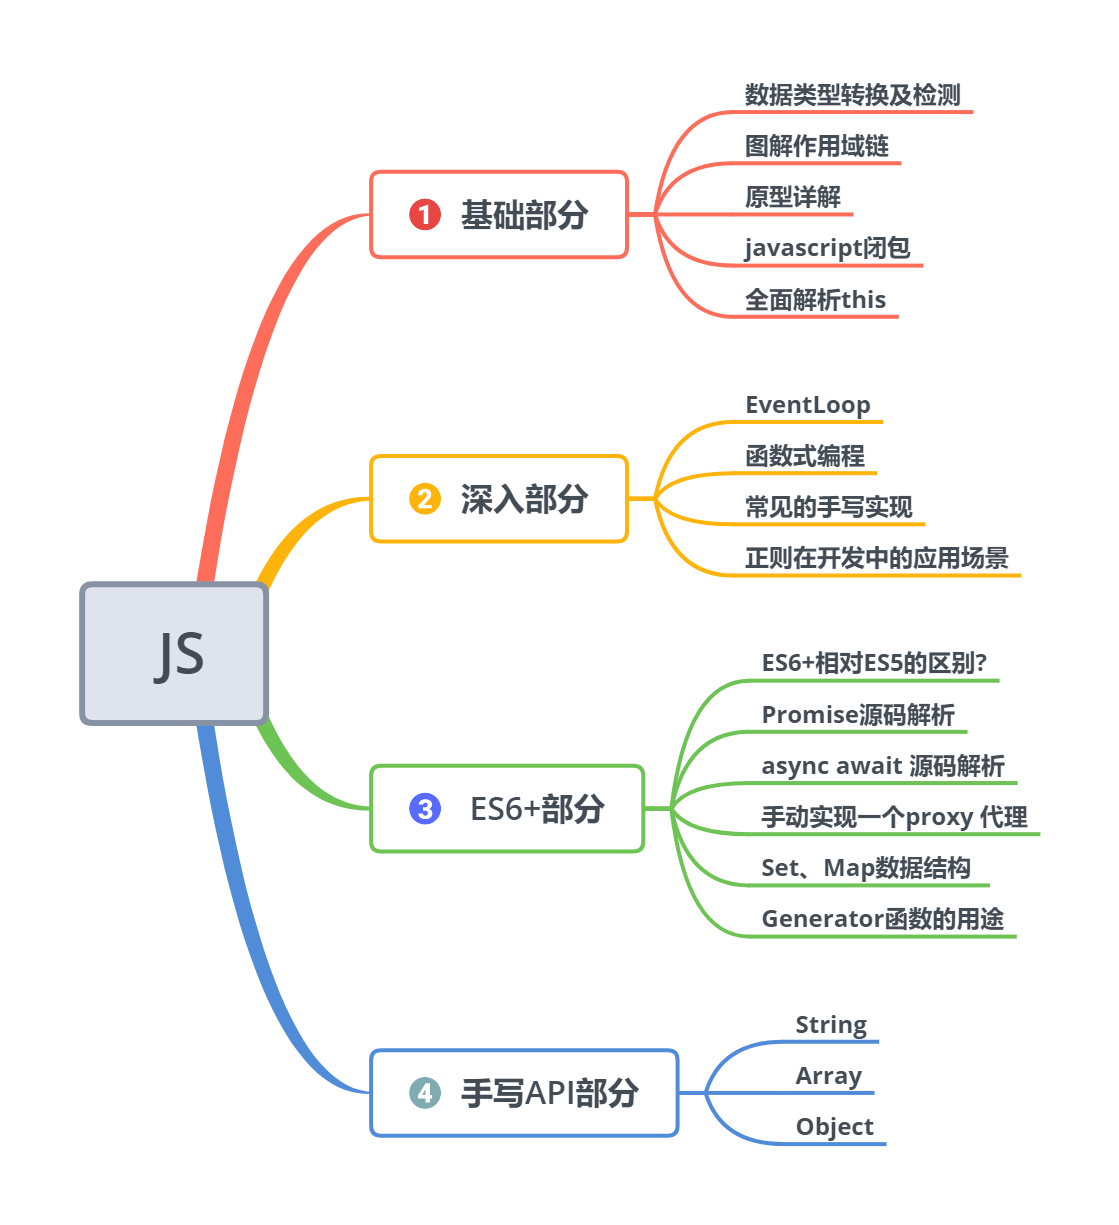 JS
1 基础部分
数据类型转换及检测
图解作用域链
原型详解
javascript闭包
全面解析this
2 深入部分
EventLoop
函数式编程
常见的手写实现
正则在开发中的应用场景
3 ES6+部分
ES6+相对ES5的区别?
Promise源码解析
async await 源码解析
手动实现一个proxy 代理
Set、Map数据结构
Generator函数的用途
4 手写API部分
String
Array
Object